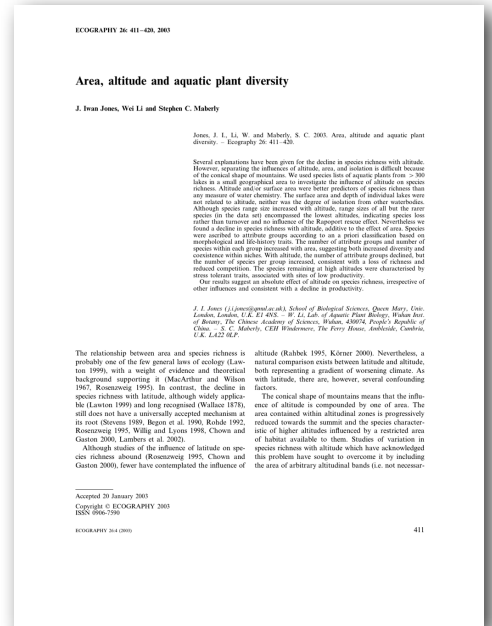 ECOGRAPHY 26: 411–420, 2003
Area, altitude and aquatic plant diversity
J. Iwan Jones, Wei Li and Stephen C. Maberly
Jones, J. I., Li, W. and Maberly, S. C. 2003. Area, altitude and aquatic plant
diversity. – Ecography 26: 411–420.
Several explanations have been given for the decline in species richness with altitude.
However, separating the influences of altitude, area, and isolation is difficult because
of the conical shape of mountains. We used species lists of aquatic plants from > 300
lakes in a small geographical area to investigate the influence of altitude on species
richness. Altitude and/or surface area were better predictors of species richness than
any measure of water chemistry. The surface area and depth of individual lakes were
not related to altitude, neither was the degree of isolation from other waterbodies.
Although species range size increased with altitude, range sizes of all but the rarer
species (in the data set) encompassed the lowest altitudes, indicating species loss
rather than turnover and no influence of the Rapoport rescue effect. Nevertheless we
found a decline in species richness with altitude, additive to the effect of area. Species
were ascribed to attribute groups according to an a priori classification based on
morphological and life-history traits. The number of attribute groups and number of
species within each group increased with area, suggesting both increased diversity and
coexistence within niches. With altitude, the number of attribute groups declined, but
the number of species per group increased, consistent with a loss of richness and
reduced competition. The species remaining at high altitudes were characterised by
stress tolerant traits, associated with sites of low productivity.
Our results suggest an absolute effect of altitude on species richness, irrespective of
other influences and consistent with a decline in productivity.
J. I. Jones (j.i.jones@qmul.ac.uk), School of Biological Sciences, Queen Mary, Univ.
London, London, U.K. E1 4NS. – W. Li, Lab. of Aquatic Plant Biology, Wuhan Inst.
of Botany, The Chinese Academy of Sciences, Wuhan, 430074, People's Republic of
China. – S. C. Maberly, CEH Windermere, The Ferry House, Ambleside, Cumbria,
U.K. LA22 0LP.
The relationship between area and species richness is
probably one of the few general laws of ecology (Law-
ton 1999), with a weight of evidence and theoretical
background supporting it (MacArthur and Wilson
1967, Rosenzweig 1995). In contrast, the decline in
species richness with latitude, although widely applica-
ble (Lawton 1999) and long recognised (Wallace 1878),
still does not have a universally accepted mechanism at
its root (Stevens 1989, Begon et al. 1990, Rohde 1992,
Rosenzweig 1995, Willig and Lyons 1998, Chown and
Gaston 2000, Lambers et al. 2002).
Although studies of the influence of latitude on spe-
cies richness abound (Rosenzweig 1995, Chown and
Gaston 2000), fewer have contemplated the influence of
altitude (Rahbek 1995, Körner 2000). Nevertheless, a
natural comparison exists between latitude and altitude,
both representing a gradient of worsening climate. As
with latitude, there are, however, several confounding
factors.
The conical shape of mountains means that the influ-
ence of altitude is compounded by one of area. The
area contained within altitudinal zones is progressively
reduced towards the summit and the species character-
istic of higher altitudes influenced by a restricted area
of habitat available to them. Studies of variation in
species richness with altitude which have acknowledged
this problem have sought to overcome it by including
the area of arbitrary altitudinal bands (i.e. not necessar-
Accepted 20 January 2003
Copyright © ECOGRAPHY 2003
ISSN 0906-7590
ECOGRAPHY 26:4 (2003)
411